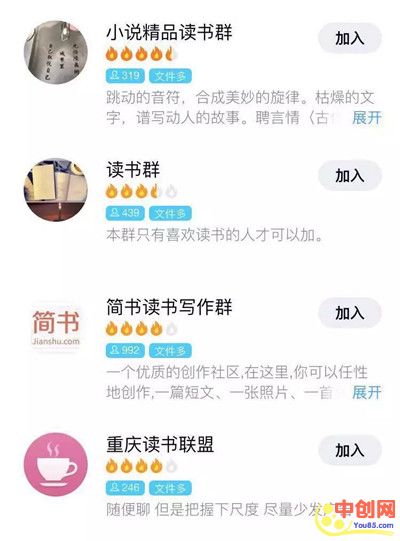 小说精品读书群
加入
319 文件多
跳动的音符，合成美妙的旋律。枯燥的文
字，谱写动人的故事。聘言情（古
展开
读书群
加入
439 文件多
本群只有喜欢读书的人才可以加。
简书
Jianshu.com
简书读书写作群
加入
992 文件多
一个优质的创作社区,在这里,你可以任性
地创作,一篇短文、一张照片、一首
展开
重庆读书联盟
加入
246 文件多
随便聊 但是把握下尺度 尽量少发
中创网
You85.com